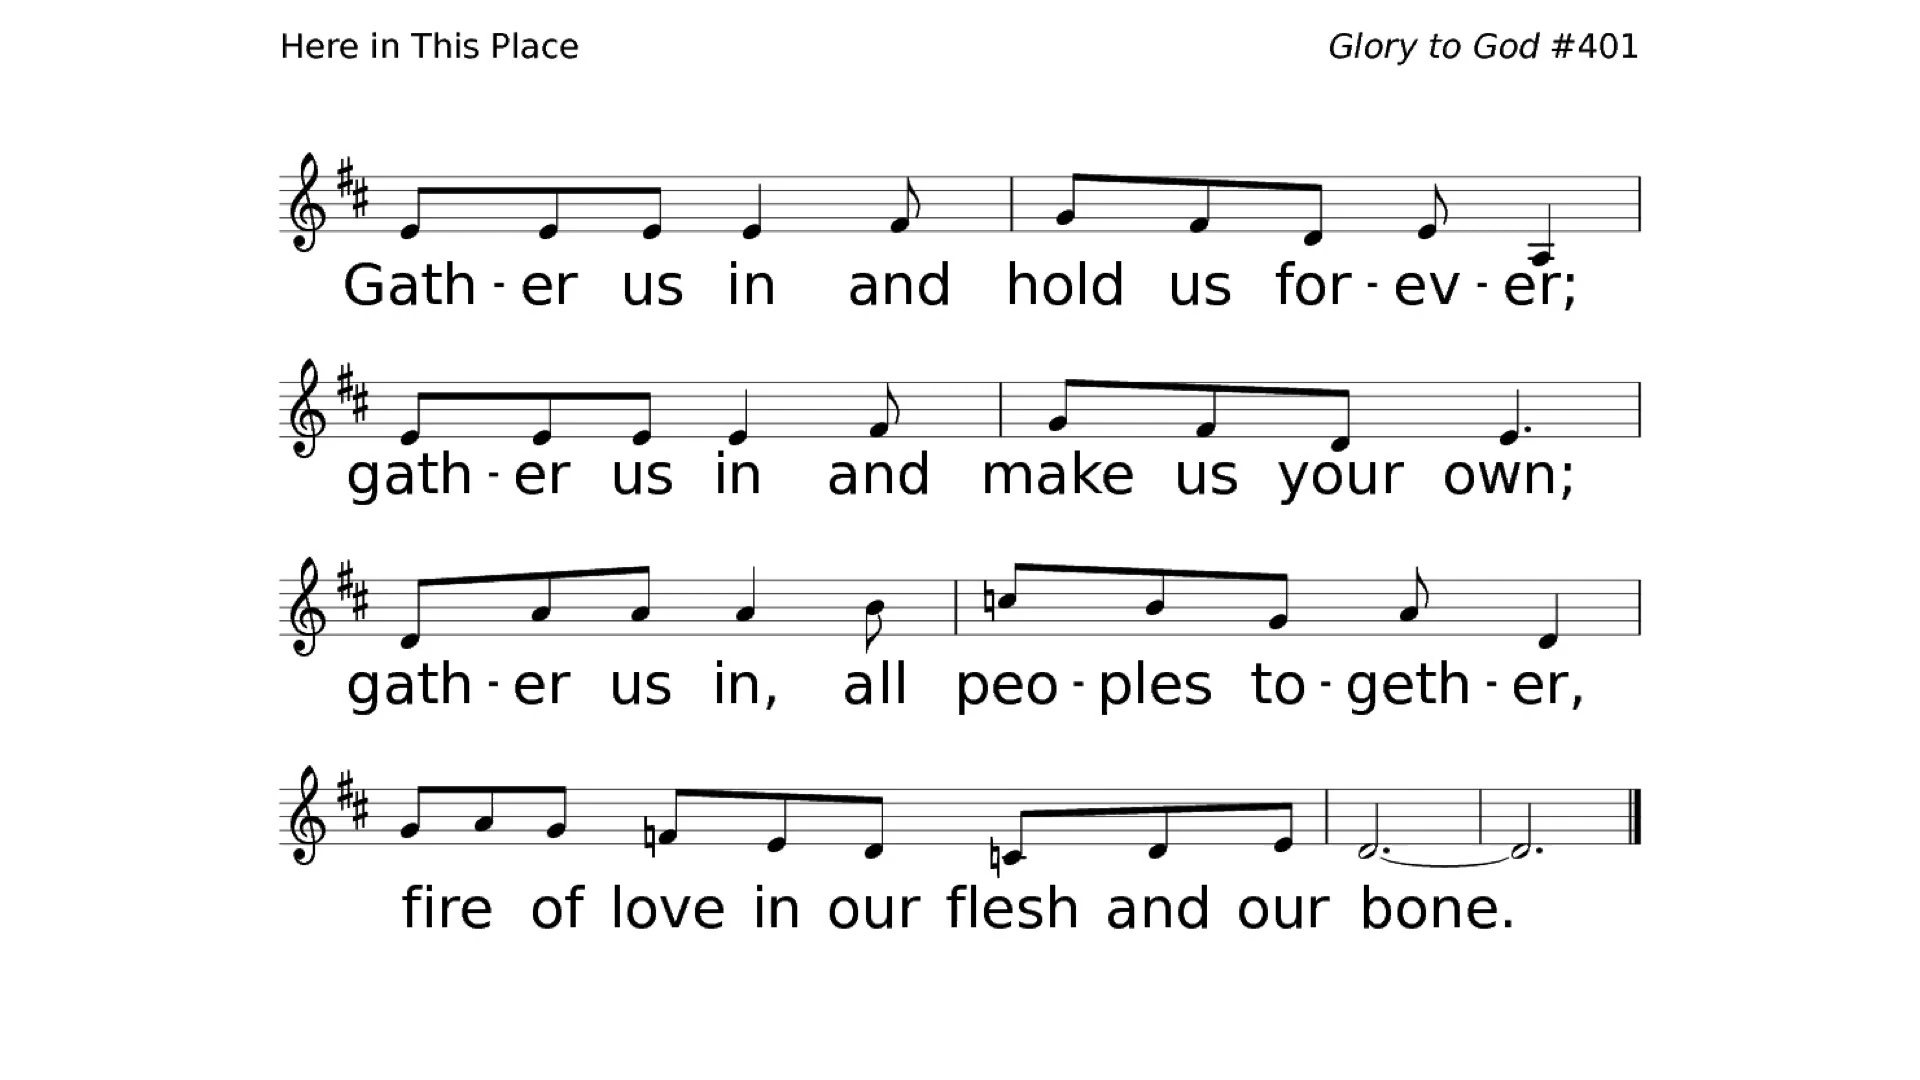 Here in This Place
Glory to God #401
Gath - er us in and hold us for - ev - er;
gath - er us in and make us your own;
gath - er us in, all peo - ples to - geth - er,
fire of love in our flesh and our bone.